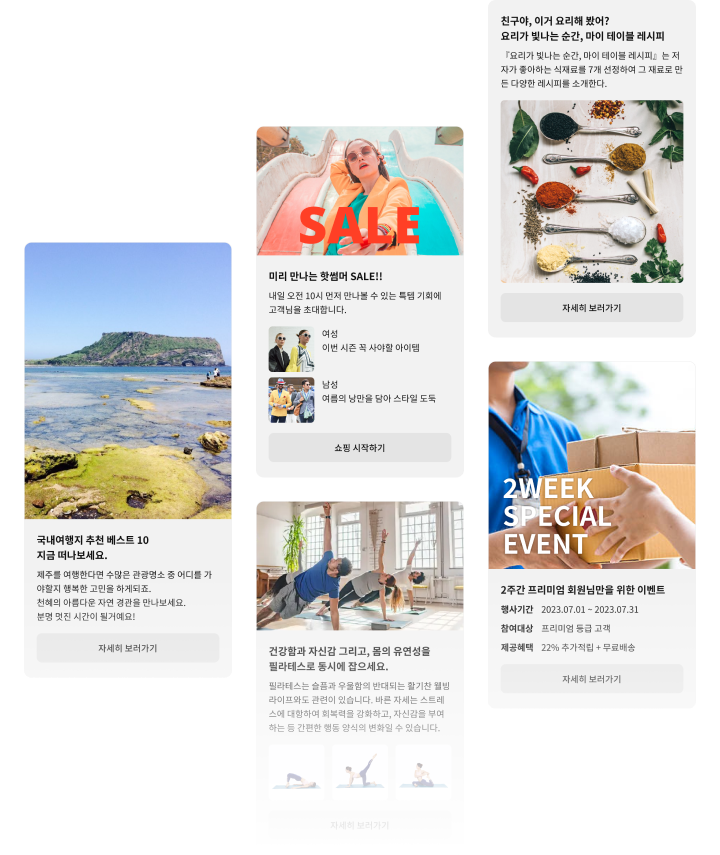 국내여행지 추천 베스트 10
지금 떠나보세요.
제주를 여행한다면 수많은 관광명소 중 어디를 가
야할지 행복한 고민을 하게되죠.
천혜의 아름다운 자연 경관을 만나보세요.
분명 멋진 시간이 될거예요!
자세히 보러가기
SALE
미리 만나는 핫썸머 SALE!!
내일 오전 10시 먼저 만나볼 수 있는 특템 기회에
고객님을 초대합니다.
여성
이번 시즌 꼭 사야할 아이템
남성
여름의 낭만을 담아 스타일 도둑
쇼핑 시작하기
건강함과 자신감 그리고, 몸의 유연성을
필라테스로 동시에 잡으세요.
필라테스는 슬픔과 우울함의 반대되는 활기찬 웰빙
라이프와도 관련이 있습니다. 바른 자세는 스트레
스에 대항하여 회복력을 강화하고, 자신감을 부여
하는 등 간편한 행동 양식의 변화일 수 있습니다.
자세히 보러가기
친구야, 이거 요리해 봤어?
요리가 빛나는 순간, 마이 테이블 레시피
『요리가 빛나는 순간, 마이 테이블 레시피』는 저
자가 좋아하는 식재료를 7개 선정하여 그 재료로 만
든 다양한 레시피를 소개한다.
자세히 보러가기
2WEEK
SPECIAL
EVENT
2주간 프리미엄 회원님만을 위한 이벤트
행사기간 2023.07.01 ~ 2023.07.31
참여대상 프리미엄 등급 고객
제공혜택 22% 추가적립 + 무료배송
자세히 보러가기